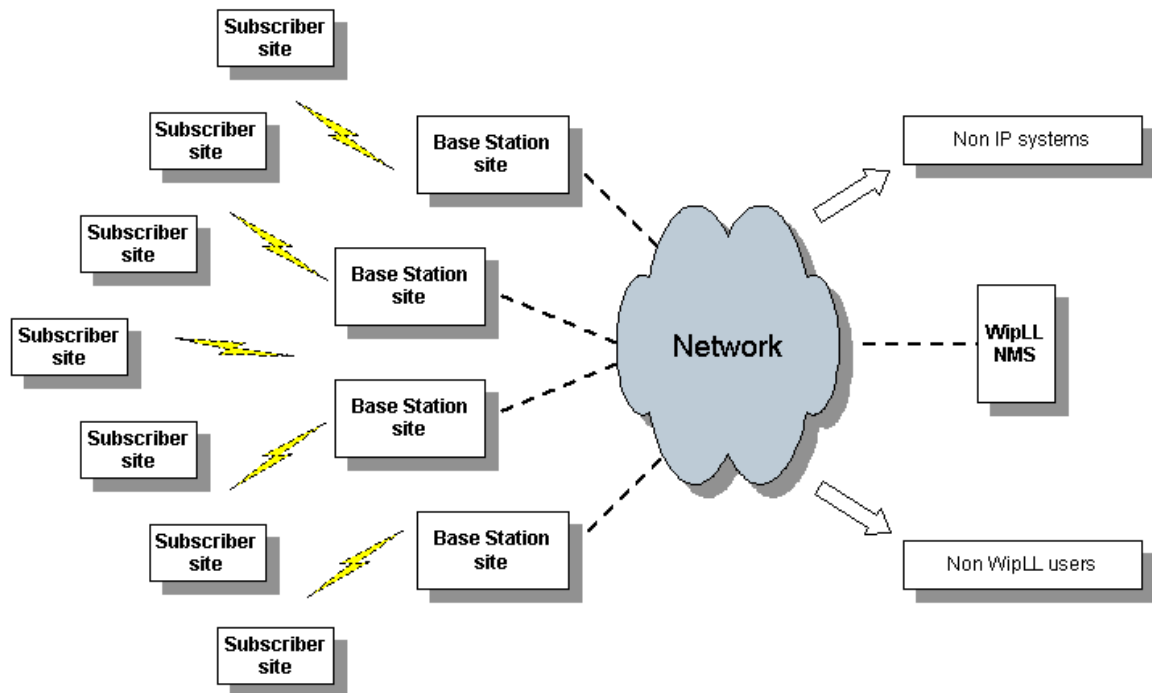 Subscriber
site
Subscriber
site
Base Station
site
Non IP systems
Subscriber
site
Base Station
site
Subscriber
site
Network
WipLL
NMS
Base Station
site
Subscriber
site
Subscriber
site
Base Station
site
Non WipLL users
Subscriber
site